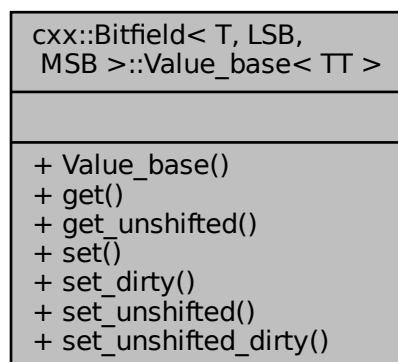 cxx::Bitfield< T, LSB,
MSB >::Value_base< TT >
+ Value_base()
+ get()
+ get_unshifted()
+ set()
+ set_dirty()
+ set_unshifted()
+ set_unshifted_dirty()